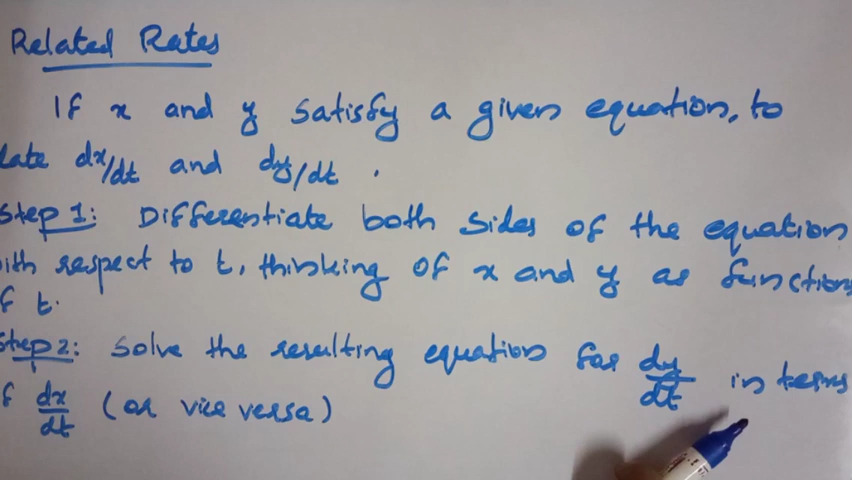 Related Rates
If x and y satisfy a given equation, to
late dx/dt and dy/dt .
Step 1: Differentiate both sides of the equation
ith respect to t, thinking of x and y as functions
f t.
Step 2: Solve the resulting equation for dy/dt in terms
f dx/dt (or vice versa)